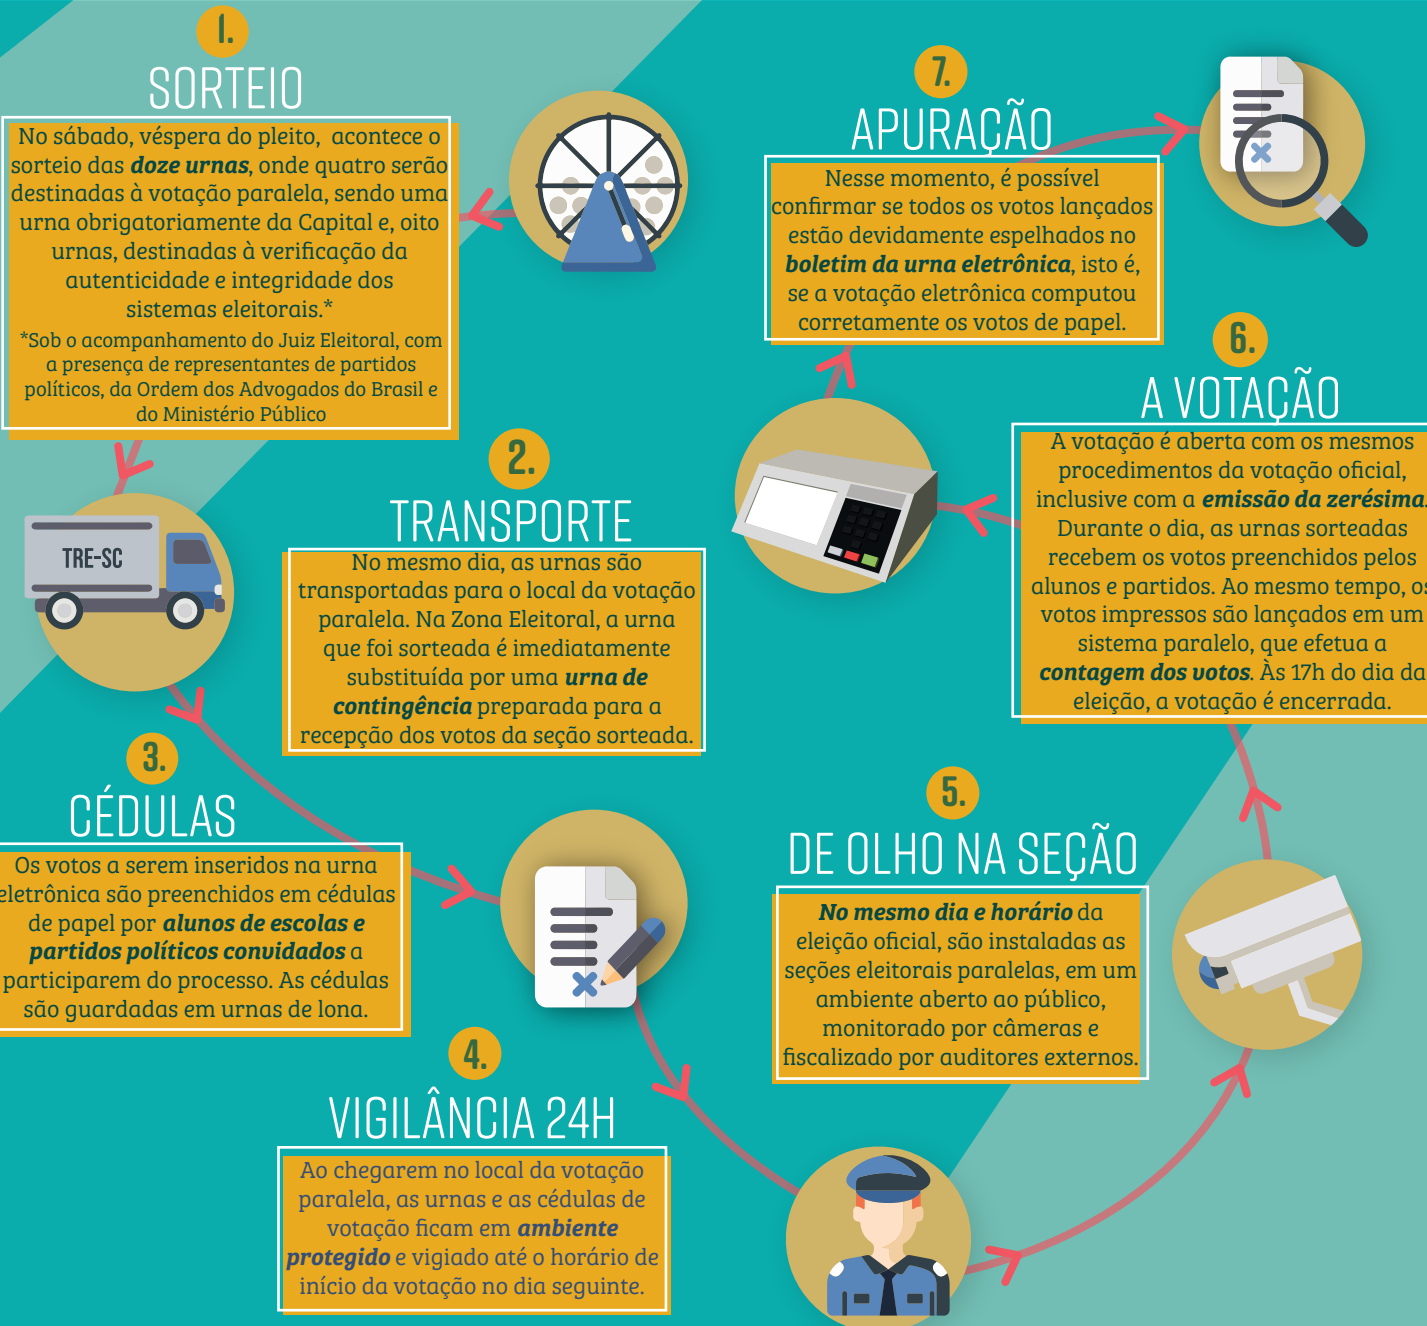 1.
SORTEIO
No sábado, véspera do pleito, acontece o
sorteio das doze urnas, onde quatro serão
destinadas à votação paralela, sendo uma
urna obrigatoriamente da Capital e, oito
urnas, destinadas à verificação da
autenticidade e integridade dos
sistemas eleitorais.*
*Sob o acompanhamento do Juiz Eleitoral, com
a presença de representantes de partidos
políticos, da Ordem dos Advogados do Brasil e
do Ministério Público
TRE-SC
2.
TRANSPORTE
No mesmo dia, as urnas são
transportadas para o local da votação
paralela. Na Zona Eleitoral, a urna
que foi sorteada é imediatamente
substituída por uma urna de
contingência preparada para a
recepção dos votos da seção sorteada.
3.
CÉDULAS
Os votos a serem inseridos na urna
eletrônica são preenchidos em cédulas
de papel por alunos de escolas e
partidos políticos convidados a
participarem do processo. As cédulas
são guardadas em urnas de lona.
4.
VIGILÂNCIA 24H
Ao chegarem no local da votação
paralela, as urnas e as cédulas de
votação ficam em ambiente
protegido e vigiado até o horário de
início da votação no dia seguinte.
5.
DE OLHO NA SEÇÃO
No mesmo dia e horário da
eleição oficial, são instaladas as
seções eleitorais paralelas, em um
ambiente aberto ao público,
monitorado por câmeras e
fiscalizado por auditores externos.
6.
A VOTAÇÃO
A votação é aberta com os mesmos
procedimentos da votação oficial,
inclusive com a emissão da zerésima.
Durante o dia, as urnas sorteadas
recebem os votos preenchidos pelos
alunos e partidos. Ao mesmo tempo, os
votos impressos são lançados em um
sistema paralelo, que efetua a
contagem dos votos. Às 17h do dia da
eleição, a votação é encerrada.
7.
APURAÇÃO
Nesse momento, é possível
confirmar se todos os votos lançados
estão devidamente espelhados no
boletim da urna eletrônica, isto é,
se a votação eletrônica computou
corretamente os votos de papel.